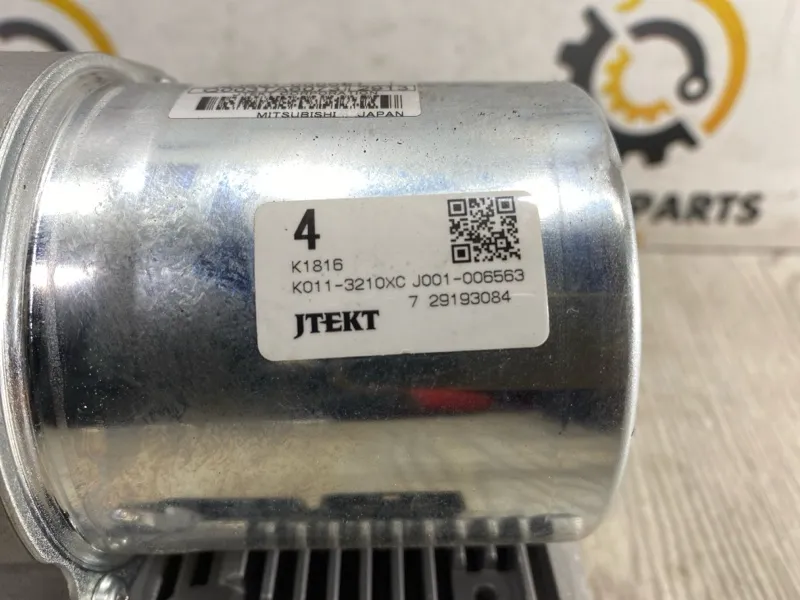 MITSUBISHI JAPAN
4
K1816
K011-3210XC J001-006563
7 29193084
JTEKT
PARTS